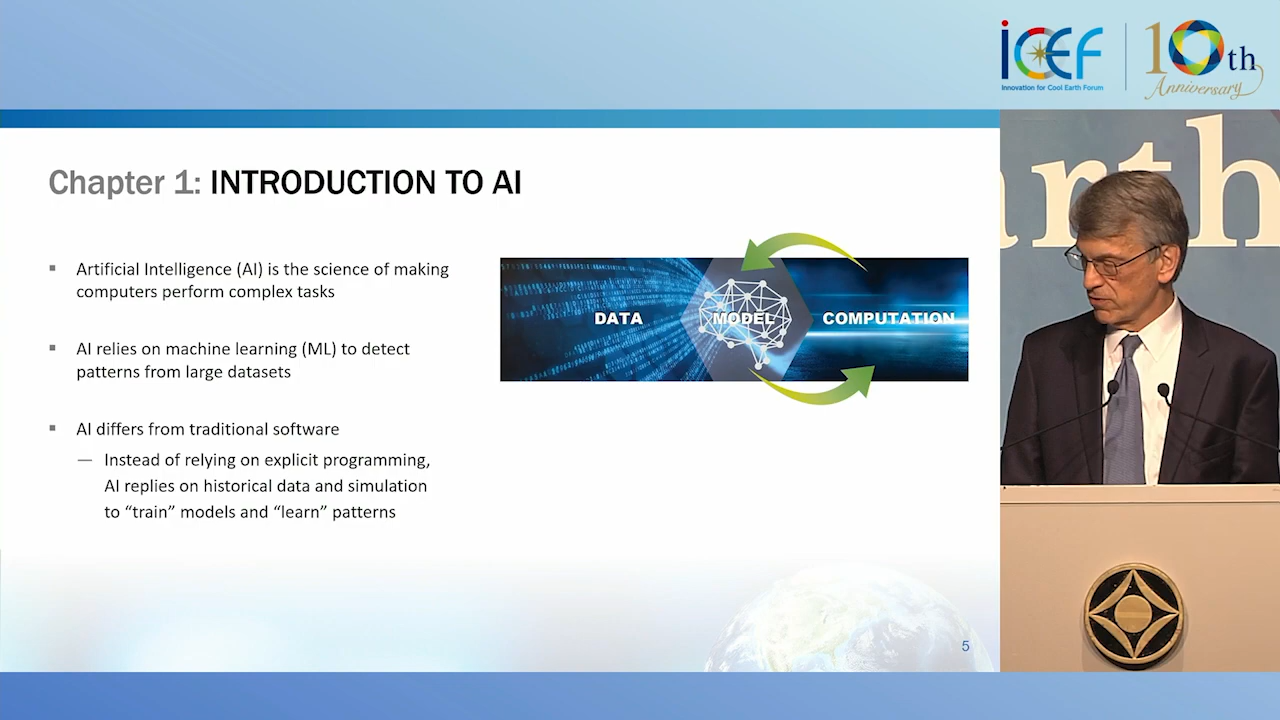 ICEF
Innovation for Cool Earth Forum
10th
Anniversary
arth
Chapter 1: INTRODUCTION TO AI
▪ Artificial Intelligence (AI) is the science of making
computers perform complex tasks
▪ AI relies on machine learning (ML) to detect
patterns from large datasets
▪ AI differs from traditional software
— Instead of relying on explicit programming,
AI replies on historical data and simulation
to “train” models and “learn” patterns
DATA
MODEL
COMPUTATION
5